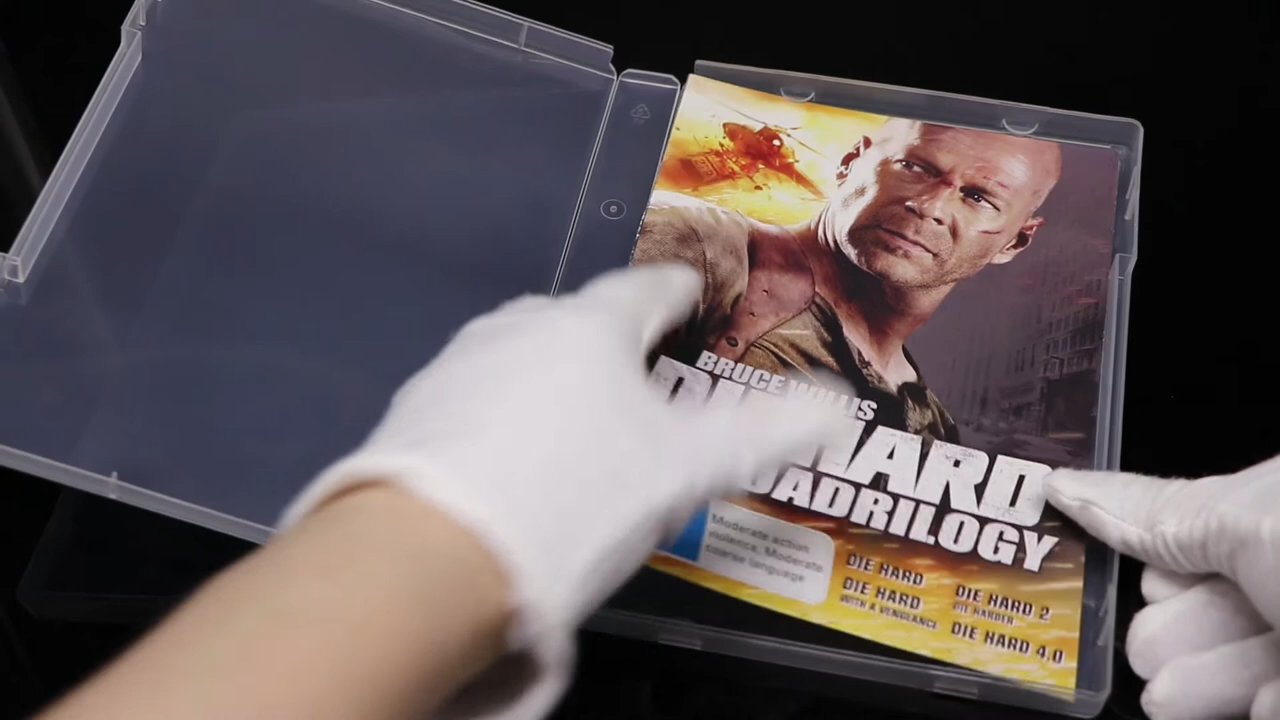 BRUCE WILLIS
HARD
QUADRILOGY
Moderate action
violence, Moderate
coarse language
DIE HARD
DIE HARD
WITH A VENGEANCE
DIE HARD 2
DIE HARDER
DIE HARD 4.0